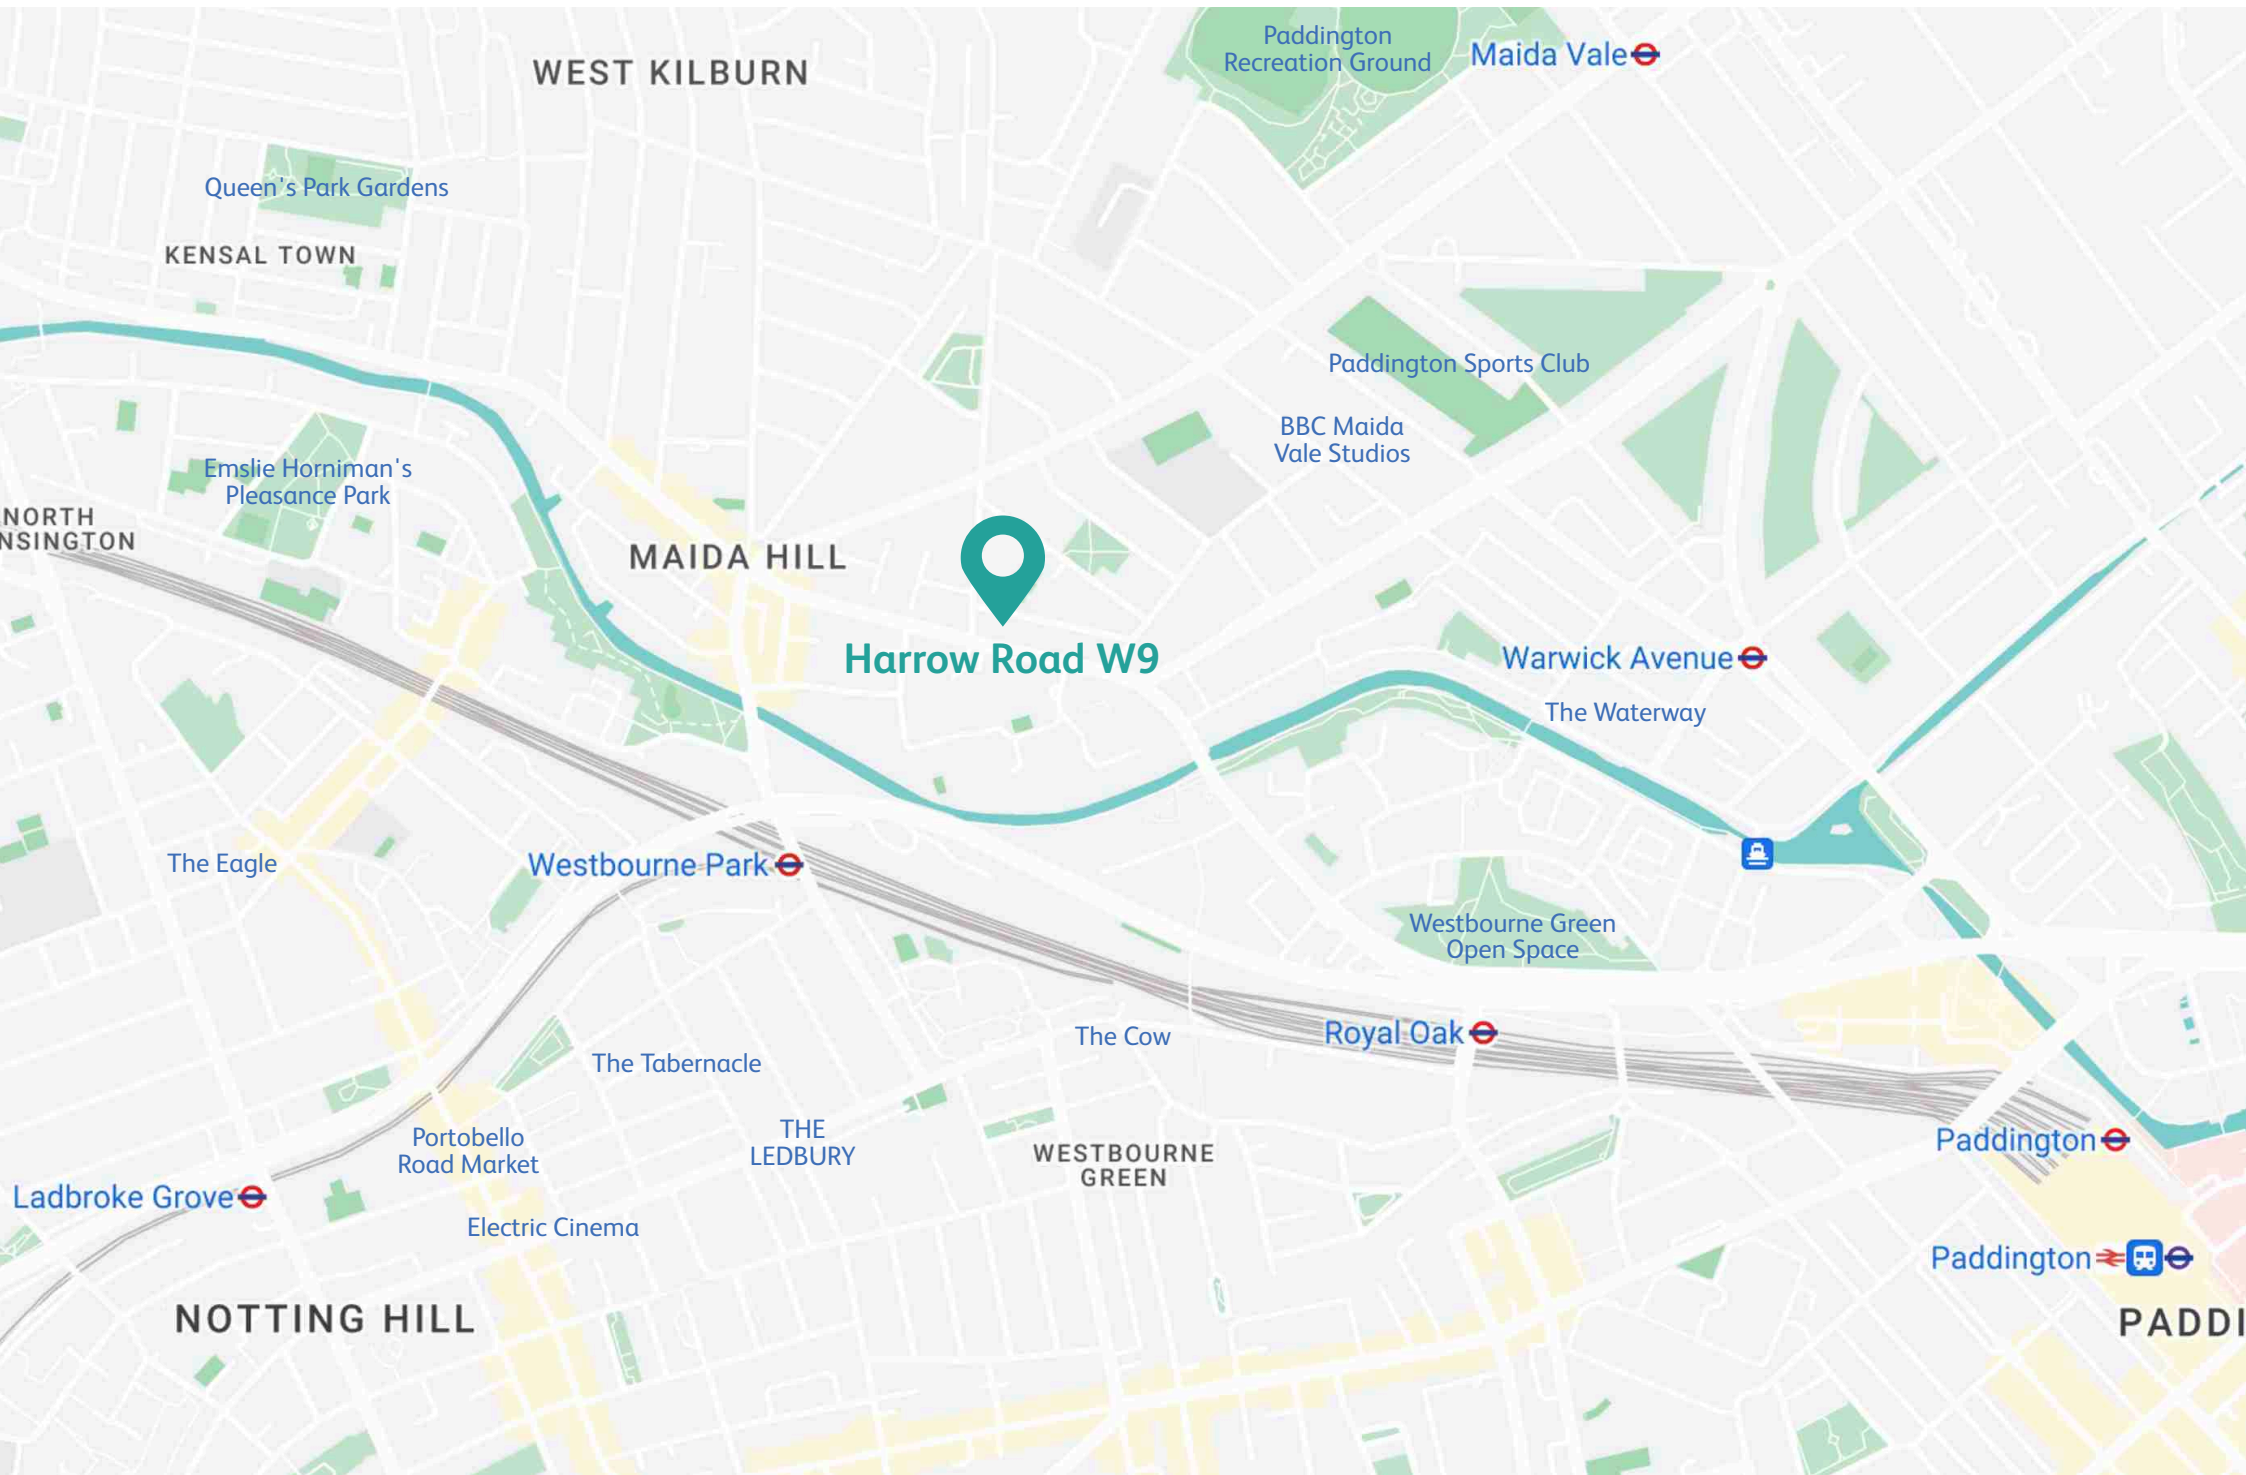 Paddington
Recreation Ground
Maida Vale
WEST KILBURN
Queen's Park Gardens
KENSAL TOWN
Paddington Sports Club
BBC Maida
Vale Studios
Emslie Horniman's
Pleasance Park
NORTH
NSINGTON
MAIDA HILL
Harrow Road W9
Warwick Avenue
The Waterway
The Eagle
Westbourne Park
Westbourne Green
Open Space
Royal Oak
The Cow
The Tabernacle
THE
LEDBURY
Portobello
Road Market
WESTBOURNE
GREEN
Paddington
Ladbroke Grove
Electric Cinema
Paddington
NOTTING HILL
PADDI